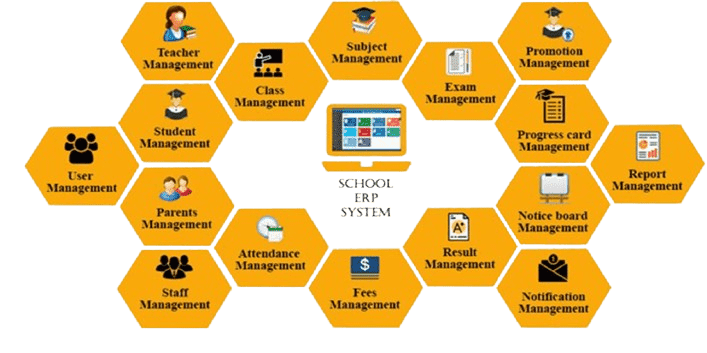 Teacher
Management
Class
Management
Subject
Management
Exam
Management
Promotion
Management
Student
Management
Progress card
Management
User
Management
SCHOOL
ERP
SYSTEM
Report
Management
Parents
Management
Notice board
Management
Attendance
Management
Result
Management
Staff
Management
Fees
Management
Notification
Management
A+
$